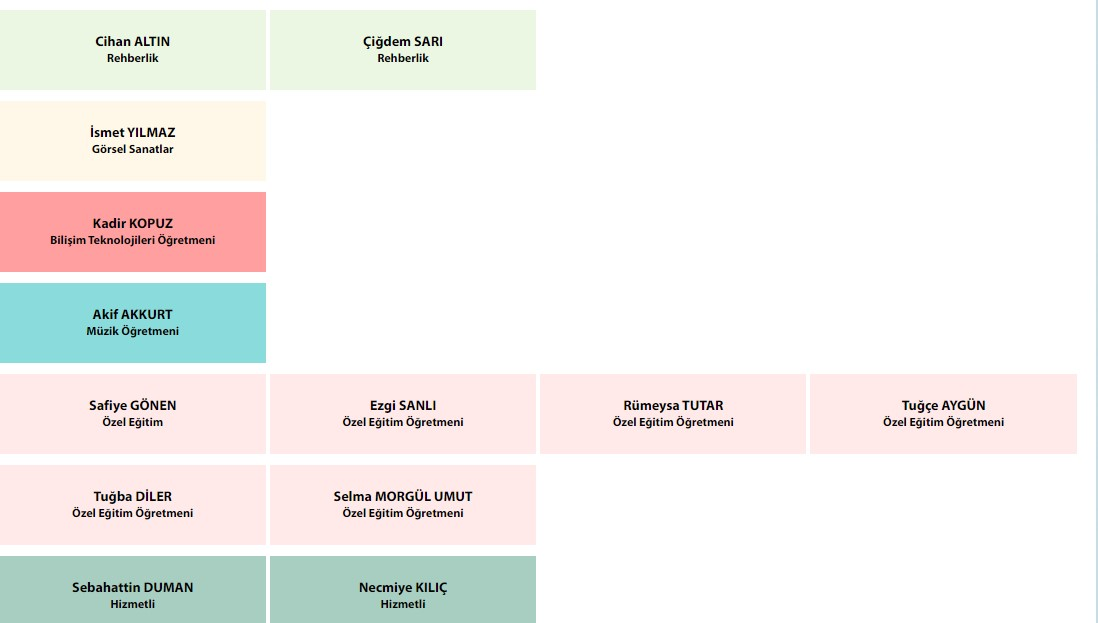 Cihan ALTIN
Rehberlik
Çiğdem SARI
Rehberlik
İsmet YILMAZ
Görsel Sanatlar
Kadir KOPUZ
Bilişim Teknolojileri Öğretmeni
Akif AKKURT
Müzik Öğretmeni
Safiye GÖNEN
Özel Eğitim
Ezgi SANLI
Özel Eğitim Öğretmeni
Rümeysa TUTAR
Özel Eğitim Öğretmeni
Tuğçe AYGÜN
Özel Eğitim Öğretmeni
Tuğba DİLER
Özel Eğitim Öğretmeni
Selma MORGÜL UMUT
Özel Eğitim Öğretmeni
Sebahattin DUMAN
Hizmetli
Necmiye KILIÇ
Hizmetli